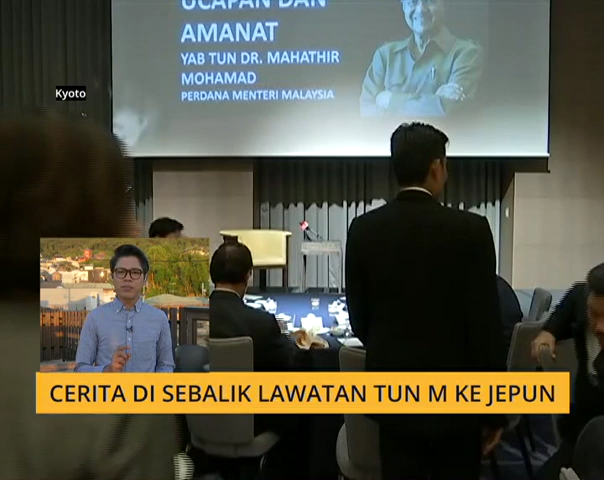 UCAPAN DAN
AMANAT
YAB TUN DR. MAHATHIR
MOHAMAD
PERDANA MENTERI MALAYSIA
Kyoto
CERITA DI SEBALIK LAWATAN TUN M KE JEPUN